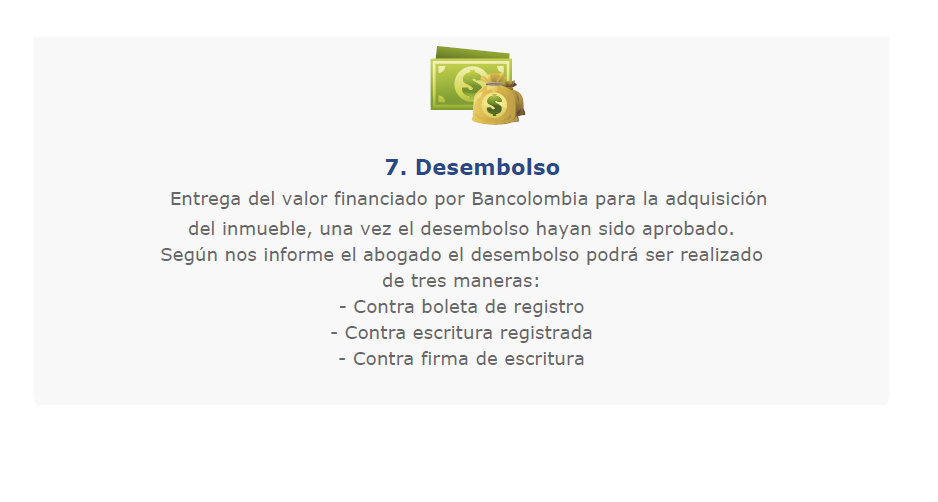 7. Desembolso
Entrega del valor financiado por Bancolombia para la adquisición
del inmueble, una vez el desembolso hayan sido aprobado.
Según nos informe el abogado el desembolso podrá ser realizado
de tres maneras:
- Contra boleta de registro
- Contra escritura registrada
- Contra firma de escritura